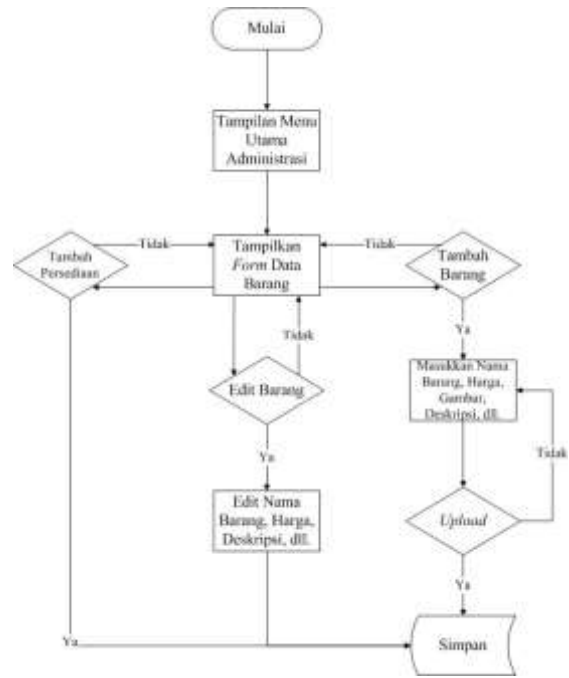 Mulai
Tampilan Menu
Utama
Administrasi
Tambah
Persediaan
Tidak
Tampilkan
Form Data
Barang
Tidak
Tambah
Barang
Tidak
Ya
Edit Barang
Masukkan Nama
Barang, Harga,
Gambar,
Deskripsi, dll.
Tidak
Ya
Edit Nama
Barang, Harga,
Deskripsi, dll.
Upload
Ya
Ya
Simpan